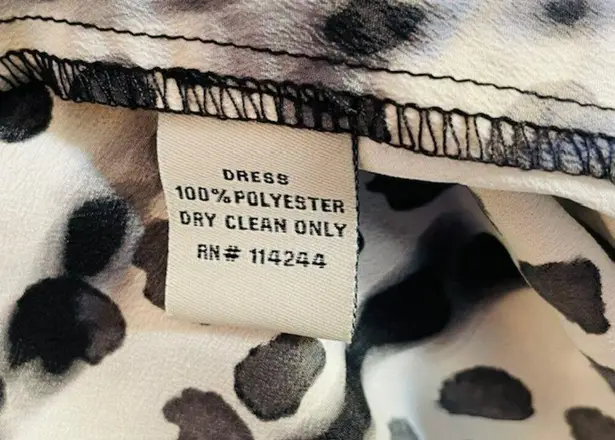 DRESS
100% POLYESTER
DRY CLEAN ONLY
RN# 114244